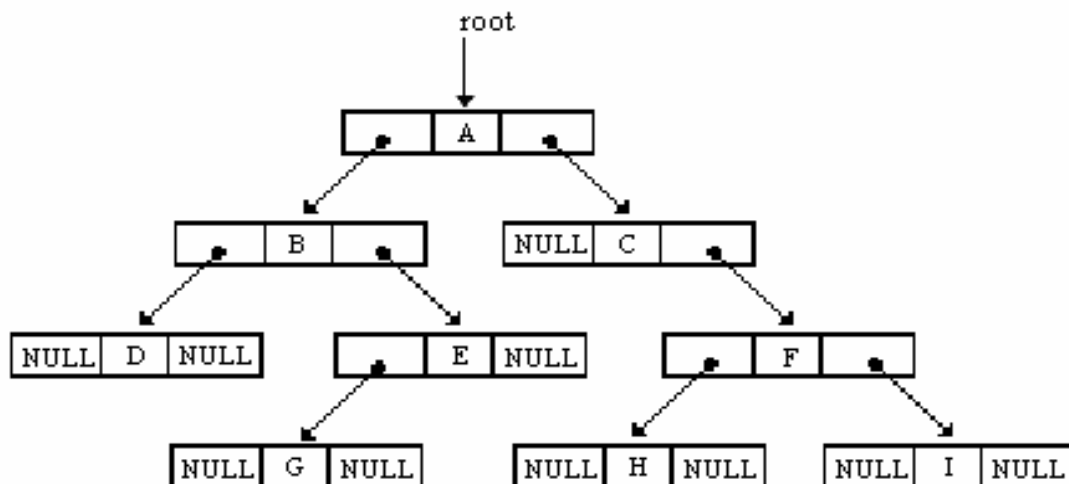 root
A
B
NULL C
NULL D NULL
E NULL
F
NULL G NULL
NULL H NULL
NULL I NULL